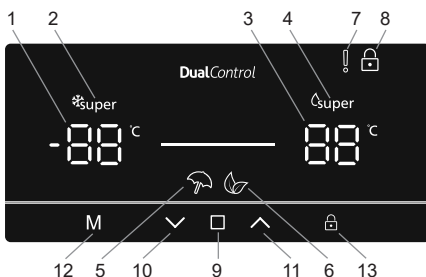 1 2 3 4 7 8
DualControl
super super
-88 °C 88 °C
M
12 5 10 9 11 6 13